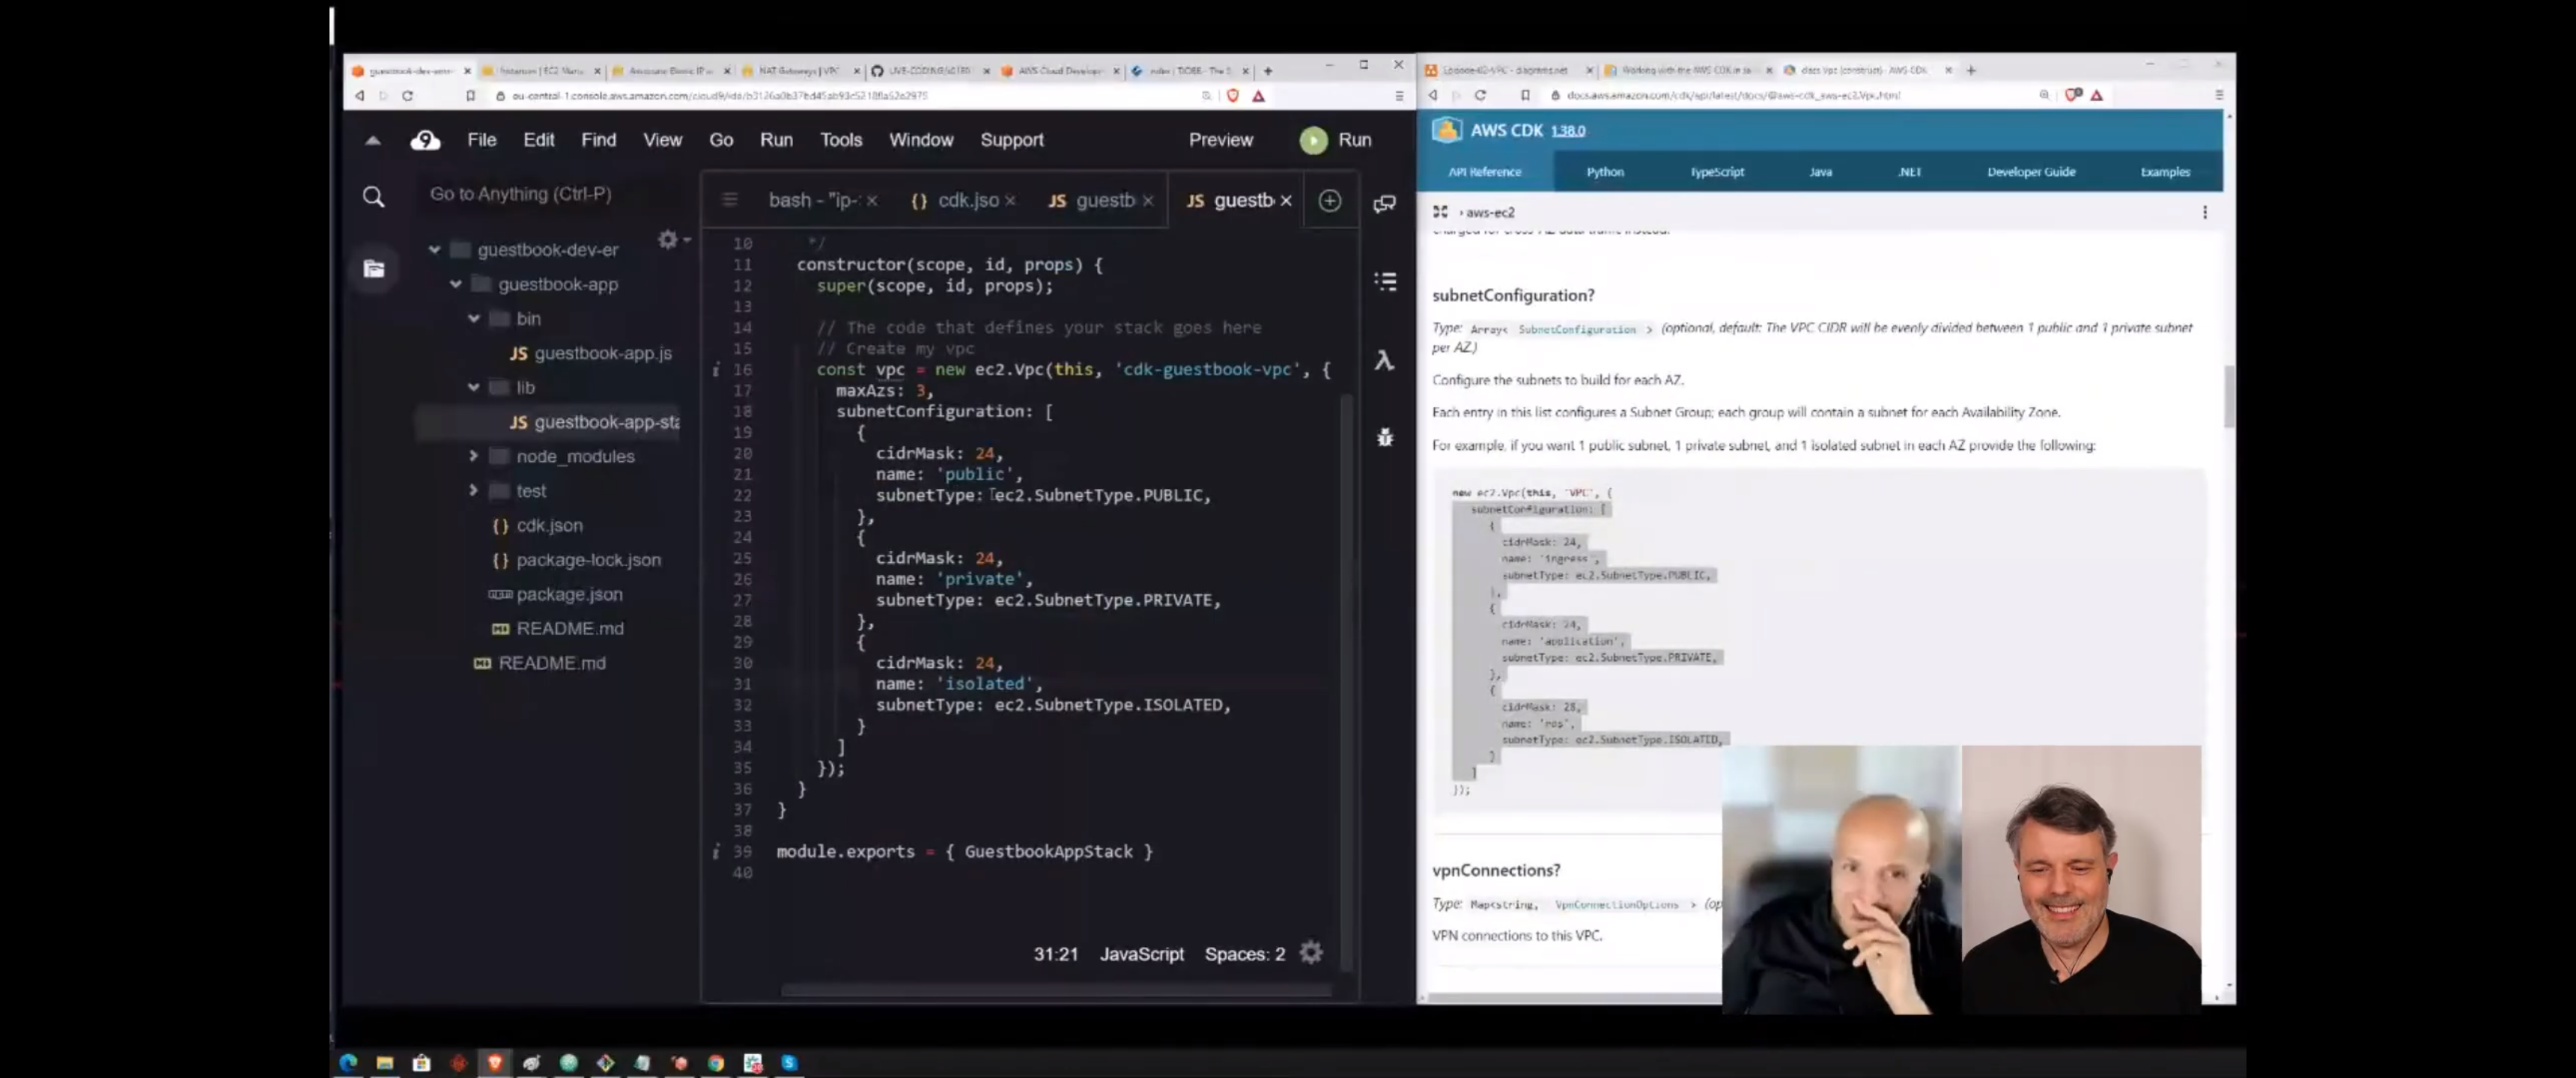 File Edit Find View Go Run Tools Window Support Preview Run
Go to Anything (Ctrl-P)
guestbook-dev-er
guestbook-app
bin
JS guestbook-app.js
lib
JS guestbook-app-sta
node_modules
test
{} cdk.json
{} package-lock.json
package.json
README.md
README.md
bash - "ip-: × {} cdk.jso × JS guestb × JS guestb ×
10 */
11 constructor(scope, id, props) {
12 super(scope, id, props);
13
14 // The code that defines your stack goes here
15 // Create my vpc
16 const vpc = new ec2.Vpc(this, 'cdk-guestbook-vpc', {
17 maxAzs: 3,
18 subnetConfiguration: [
19 {
20 cidrMask: 24,
21 name: 'public',
22 subnetType: ec2.SubnetType.PUBLIC,
23 },
24 {
25 cidrMask: 24,
26 name: 'private',
27 subnetType: ec2.SubnetType.PRIVATE,
28 },
29 {
30 cidrMask: 24,
31 name: 'isolated',
32 subnetType: ec2.SubnetType.ISOLATED,
33 }
34 ]
35 });
36 }
37 }
38
39 module.exports = { GuestbookAppStack }
40
31:21 JavaScript Spaces: 2
docs.aws.amazon.com/cdk/api/latest/docs/@aws-cdk_aws-ec2.Vpc.html
AWS CDK 1.38.0
API Reference Python TypeScript Java .NET Developer Guide Examples
› aws-ec2
subnetConfiguration?
Type: Array< SubnetConfiguration > (optional, default: The VPC CIDR will be evenly divided between 1 public and 1 private subnet
per AZ)
Configure the subnets to build for each AZ.
Each entry in this list configures a Subnet Group; each group will contain a subnet for each Availability Zone.
For example, if you want 1 public subnet, 1 private subnet, and 1 isolated subnet in each AZ provide the following:
new ec2.Vpc(this, 'VPC', {
subnetConfiguration: [
{
cidrMask: 24,
name: 'ingress',
subnetType: ec2.SubnetType.PUBLIC,
},
{
cidrMask: 24,
name: 'application',
subnetType: ec2.SubnetType.PRIVATE,
},
{
cidrMask: 28,
name: 'rds',
subnetType: ec2.SubnetType.ISOLATED,
}
]
});
vpnConnections?
Type: Map<string, VpnConnectionOptions > (op
VPN connections to this VPC.